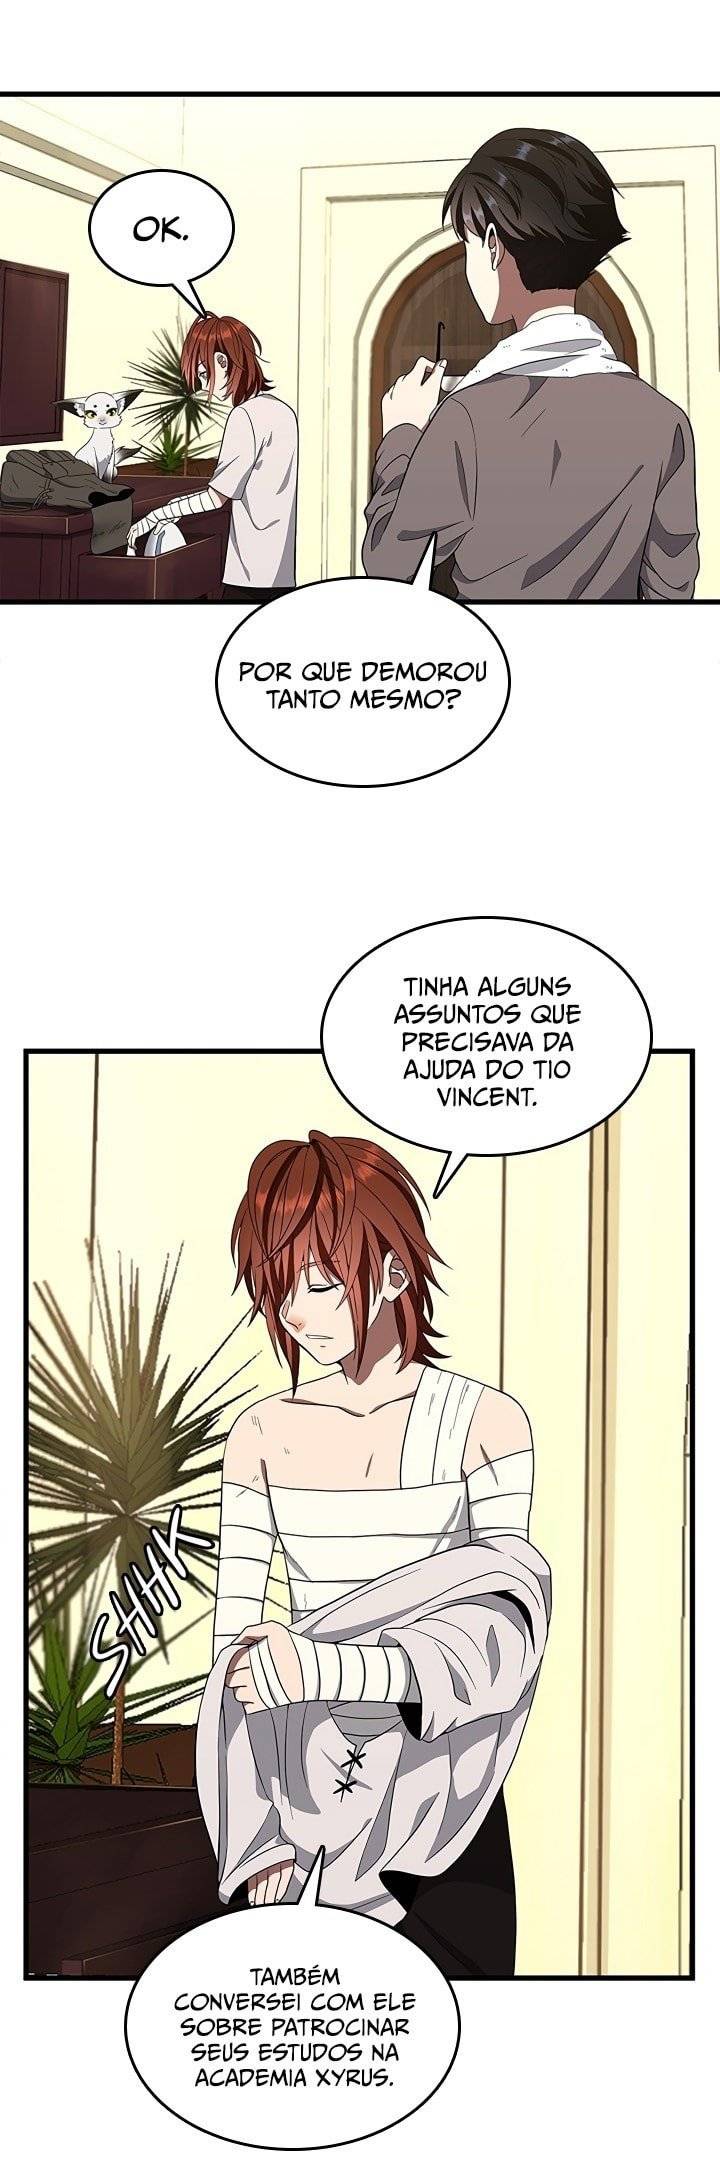 OK.
POR QUE DEMOROU
TANTO MESMO?
TINHA ALGUNS
ASSUNTOS QUE
PRECISAVA DA
AJUDA DO TIO
VINCENT.
SHHK
TAMBÉM
CONVERSEI COM ELE
SOBRE PATROCINAR
SEUS ESTUDOS NA
ACADEMIA XYRUS.